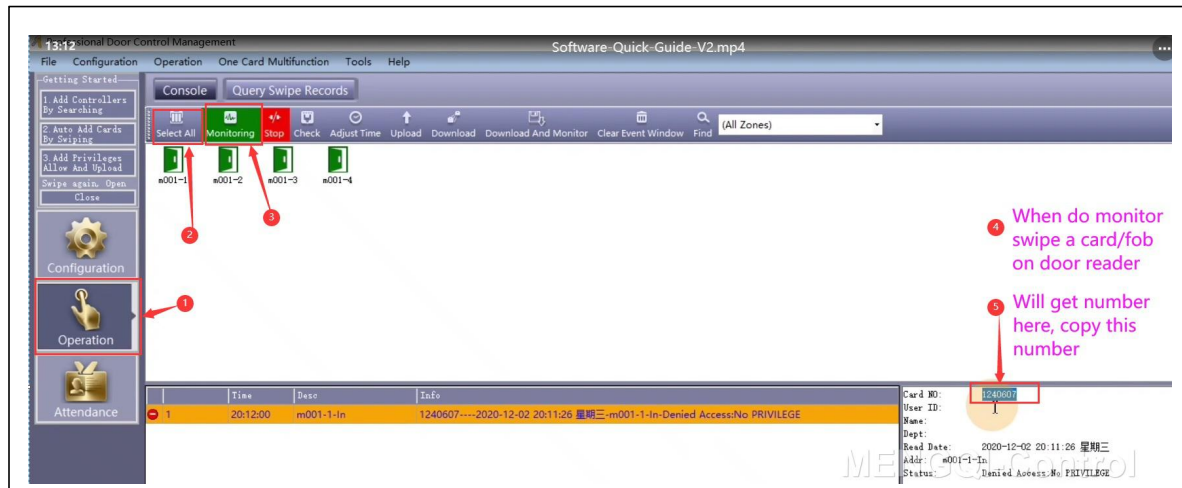 13:12
sional Door Control Management
Software-Quick-Guide-V2.mp4
File Configuration Operation One Card Multifunction Tools Help
Getting Started
1. Add Controllers
By Searching
2. Auto Add Cards
By Swiping
3. Add Privileges
Allow And Upload
Swipe again, Open
Close
Configuration
Operation
Attendance
Console Query Swipe Records
Select All Monitoring Stop Check Adjust Time Upload Download Download And Monitor Clear Event Window Find (All Zones)
m001-1 m001-2 m001-3 m001-4
2
3
1
4 When do monitor
swipe a card/fob
on door reader
5 Will get number
here, copy this
number
Time Desc Info
1 20:12:00 m001-1-In 1240607----2020-12-02 20:11:26 星期三-m001-1-In-Denied Access:No PRIVILEGE
Card NO: 1240607
User ID:
Name:
Dept:
Read Date: 2020-12-02 20:11:26 星期三
Addr: m001-1-In
Status: Denied Access:No PRIVILEGE